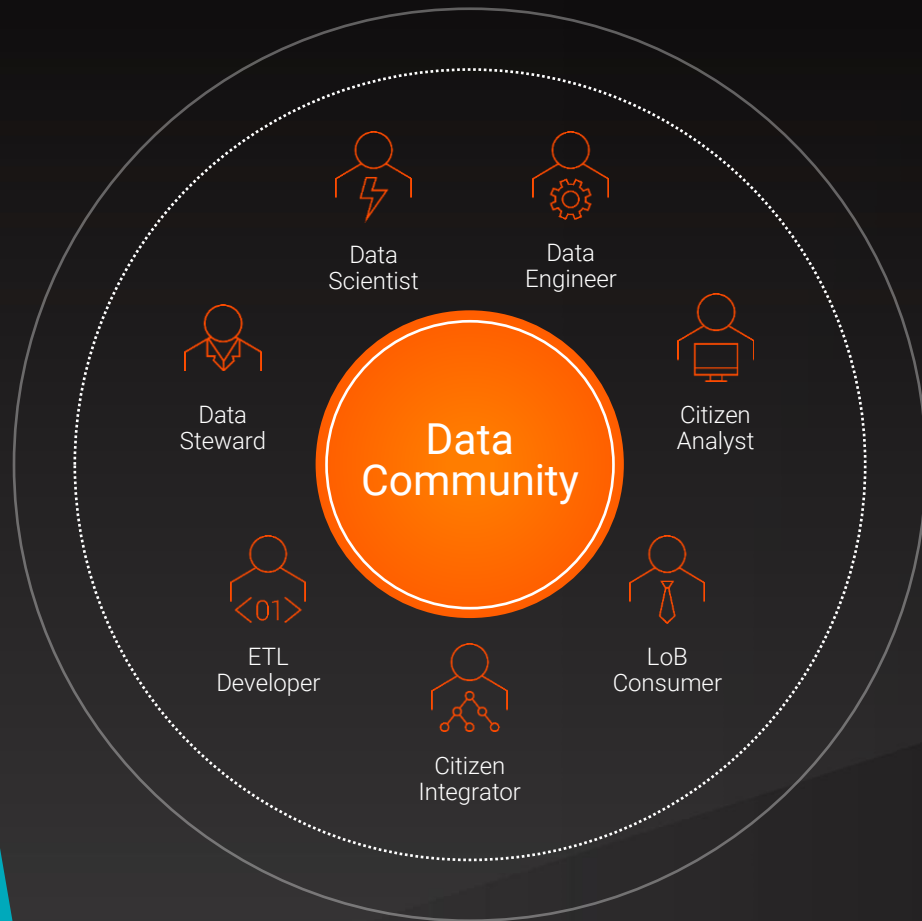 Data
Scientist
Data
Engineer
Data
Steward
Data
Community
Citizen
Analyst
<01>
ETL
Developer
LoB
Consumer
Citizen
Integrator